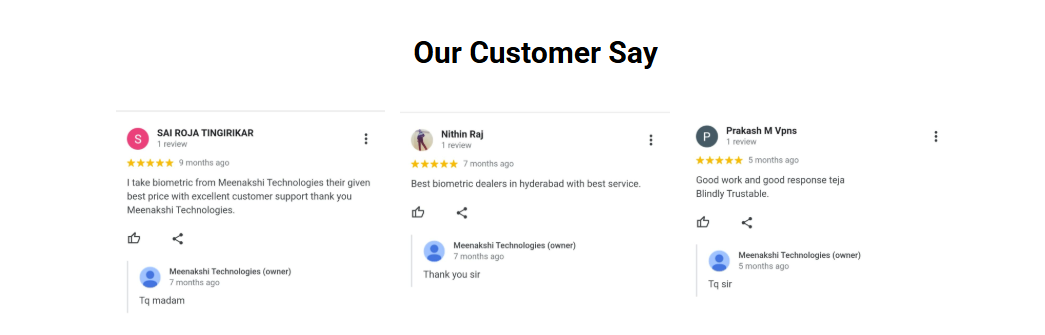 Our Customer Say
S
SAI ROJA TINGIRIKAR
1 review
9 months ago
I take biometric from Meenakshi Technologies their given
best price with excellent customer support thank you
Meenakshi Technologies.
Meenakshi Technologies (owner)
7 months ago
Tq madam
Nithin Raj
1 review
7 months ago
Best biometric dealers in hyderabad with best service.
Meenakshi Technologies (owner)
7 months ago
Thank you sir
P
Prakash M Vpns
1 review
5 months ago
Good work and good response teja
Blindly Trustable.
Meenakshi Technologies (owner)
5 months ago
Tq sir